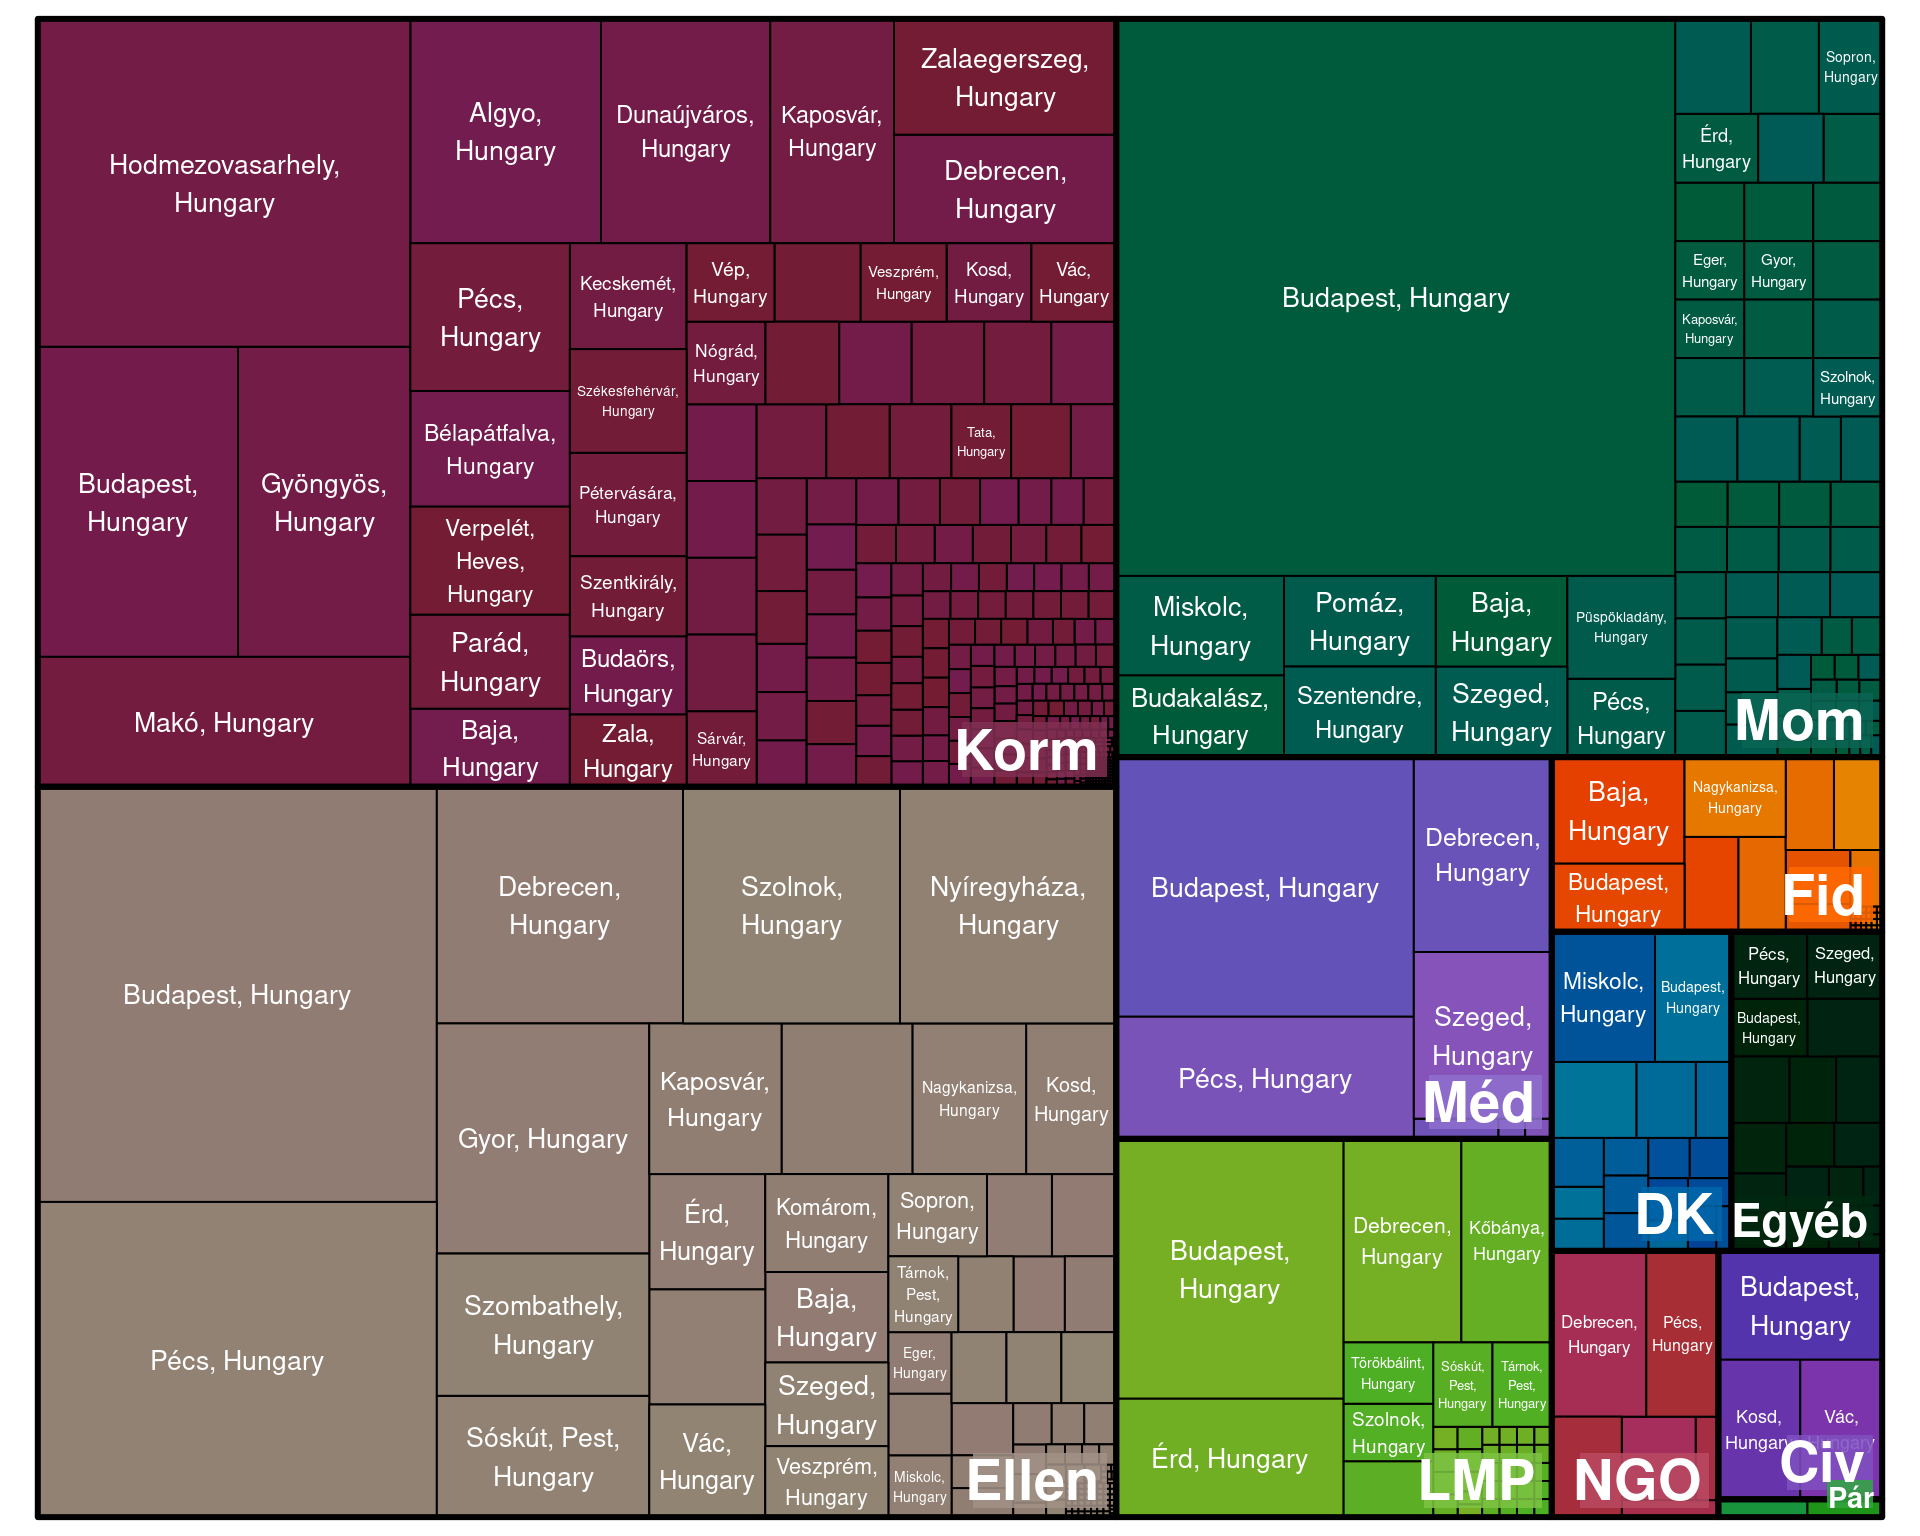 Hodmezovasarhely,
Hungary
Budapest,
Hungary
Gyöngyös,
Hungary
Makó, Hungary
Algyo,
Hungary
Dunaújváros,
Hungary
Kaposvár,
Hungary
Zalaegerszeg,
Hungary
Debrecen,
Hungary
Pécs,
Hungary
Bélapátfalva,
Hungary
Verpelét,
Heves,
Hungary
Parád,
Hungary
Baja,
Hungary
Kecskemét,
Hungary
Székesfehérvár,
Hungary
Pétervására,
Hungary
Szentkirály,
Hungary
Budaörs,
Hungary
Zala,
Hungary
Vép,
Hungary
Veszprém,
Hungary
Kosd,
Hungary
Vác,
Hungary
Nógrád,
Hungary
Tata,
Hungary
Sárvár,
Hungary
Korm
Budapest, Hungary
Miskolc,
Hungary
Budakalász,
Hungary
Pomáz,
Hungary
Szentendre,
Hungary
Baja,
Hungary
Szeged,
Hungary
Püspökladány,
Hungary
Pécs,
Hungary
Sopron,
Hungary
Érd,
Hungary
Eger,
Hungary
Gyor,
Hungary
Kaposvár,
Hungary
Szolnok,
Hungary
Mom
Budapest, Hungary
Pécs, Hungary
Debrecen,
Hungary
Szolnok,
Hungary
Nyíregyháza,
Hungary
Gyor, Hungary
Szombathely,
Hungary
Sóskút, Pest,
Hungary
Kaposvár,
Hungary
Nagykanizsa,
Hungary
Kosd,
Hungary
Érd,
Hungary
Vác,
Hungary
Komárom,
Hungary
Baja,
Hungary
Szeged,
Hungary
Veszprém,
Hungary
Sopron,
Hungary
Tárnok,
Pest,
Hungary
Eger,
Hungary
Miskolc,
Hungary
Ellen
Budapest, Hungary
Pécs, Hungary
Debrecen,
Hungary
Szeged,
Hungary
Méd
Budapest,
Hungary
Érd, Hungary
Debrecen,
Hungary
Kőbánya,
Hungary
Törökbálint,
Hungary
Szolnok,
Hungary
Sóskút,
Pest,
Hungary
Tárnok,
Pest,
Hungary
LMP
Baja,
Hungary
Budapest,
Hungary
Nagykanizsa,
Hungary
Fid
Miskolc,
Hungary
Budapest,
Hungary
DK
Pécs,
Hungary
Szeged,
Hungary
Budapest,
Hungary
Egyéb
Debrecen,
Hungary
Pécs,
Hungary
NGO
Budapest,
Hungary
Kosd,
Hungary
Vác,
Hungary
Civ
Pár